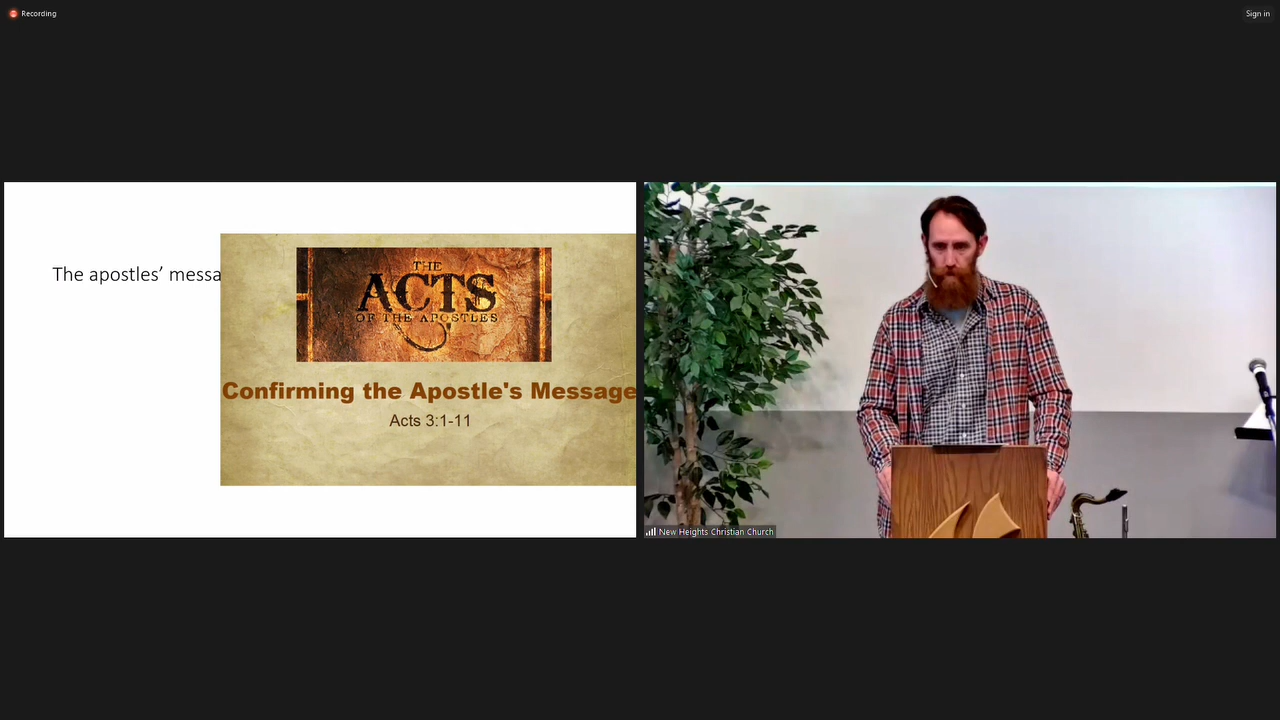 Recording
Sign in
The apostles’ messa
THE
ACTS
OF THE APOSTLES
Confirming the Apostle's Message
Acts 3:1-11
New Heights Christian Church